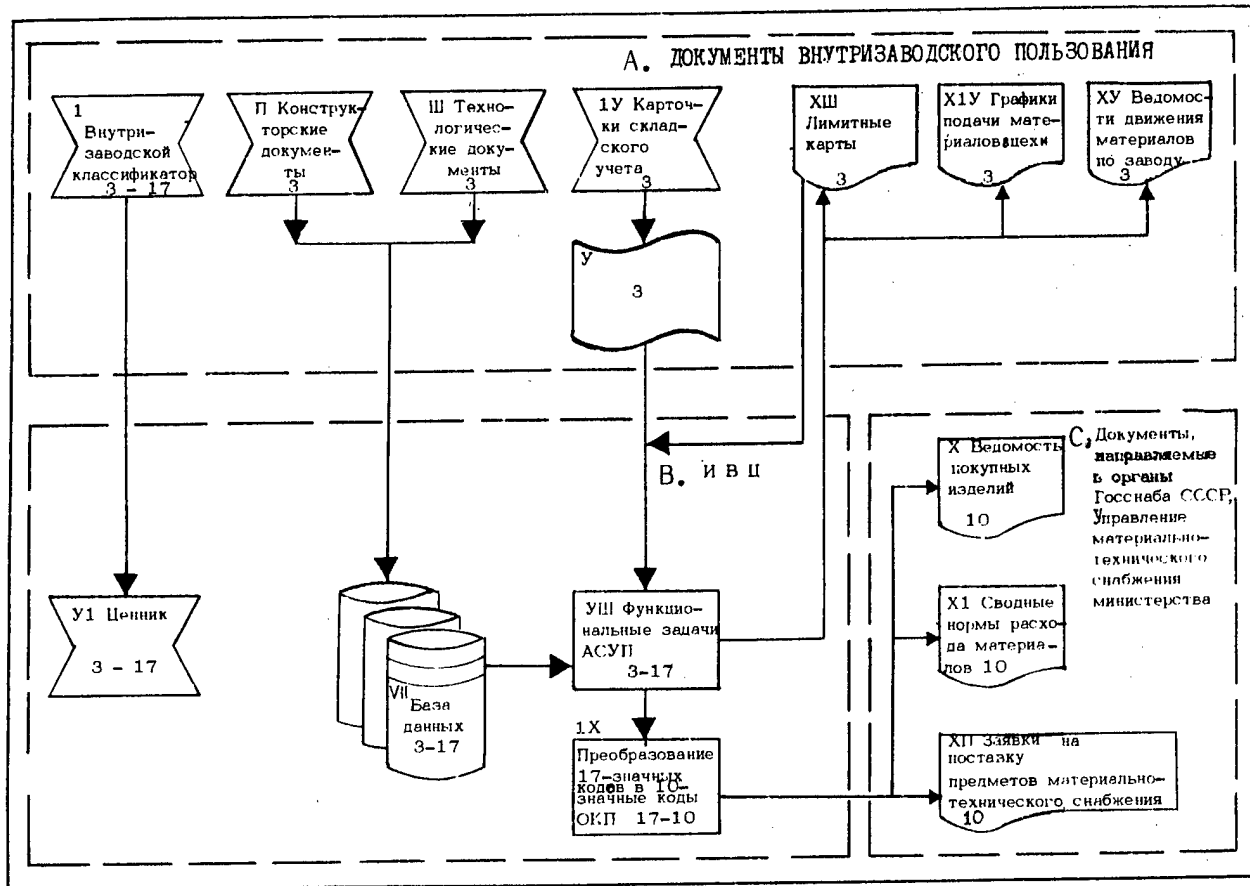 А. ДОКУМЕНТЫ ВНУТРИЗАВОДСКОГО ПОЛЬЗОВАНИЯ
1
Внутри-
заводской
классификатор
3 - 17
П Конструк-
торские
докумен-
ты
3
Ш Техно-
логичес-
кие доку-
менты
3
1У Карточ-
ки склад-
ского
учета
3
ХШ
Лимитные
карты
3
Х1У Графики
подачи мате-
риаловвцехи
3
ХУ Ведомос-
ти движения
материалов
по заводу
3
У
3
В. ИВЦ
У1 Ценник
3 - 17
VII
База
данных
3-17
УШ Функцио-
нальные задачи
АСУП
3-17
1Х
Преобразование
17-значных
кодов в 10-
значные коды
ОКП 17-10
Х Ведомость
покупных
изделий
10
Х1 Сводные
нормы расхо-
да материа-
лов 10
ХП Заявки на
поставку
предметов материально-
технического снабжения
10
С, Документы,
направляемые
в органы
Госснаба СССР,
Управление
материально-
технического
снабжения
министерства